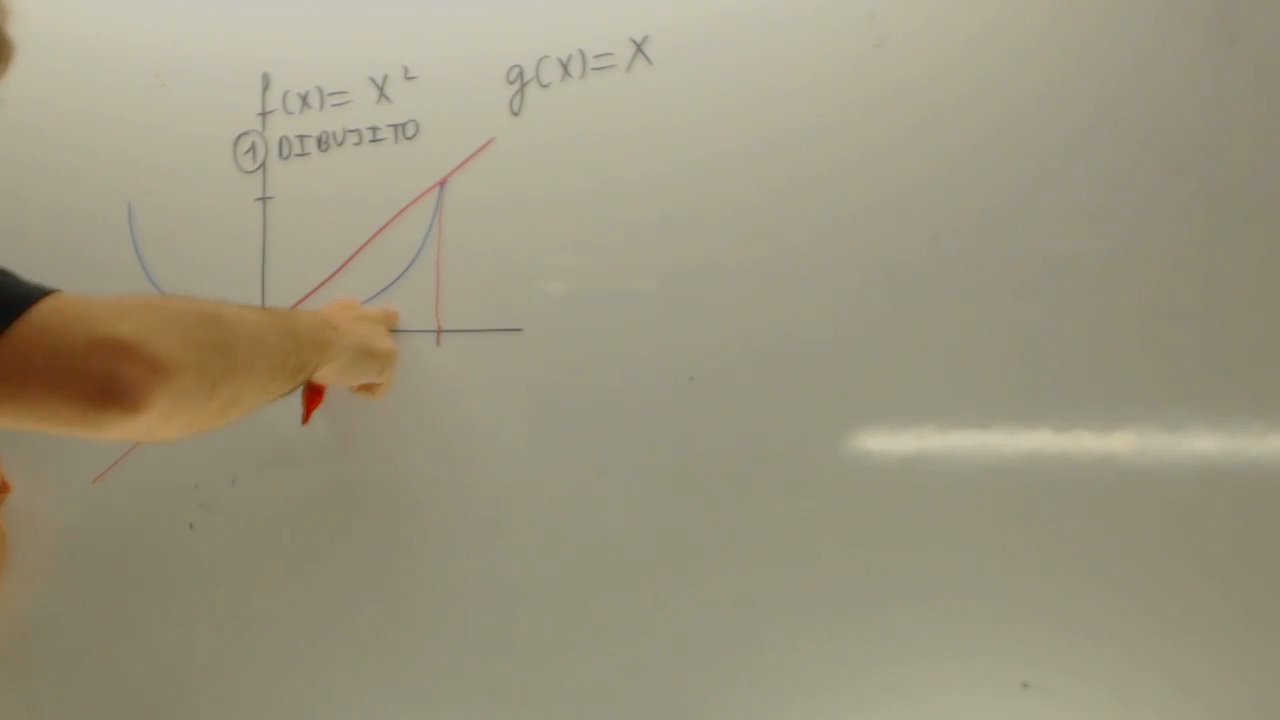 f(x)= x² g(x)= x
① DIBUJITO